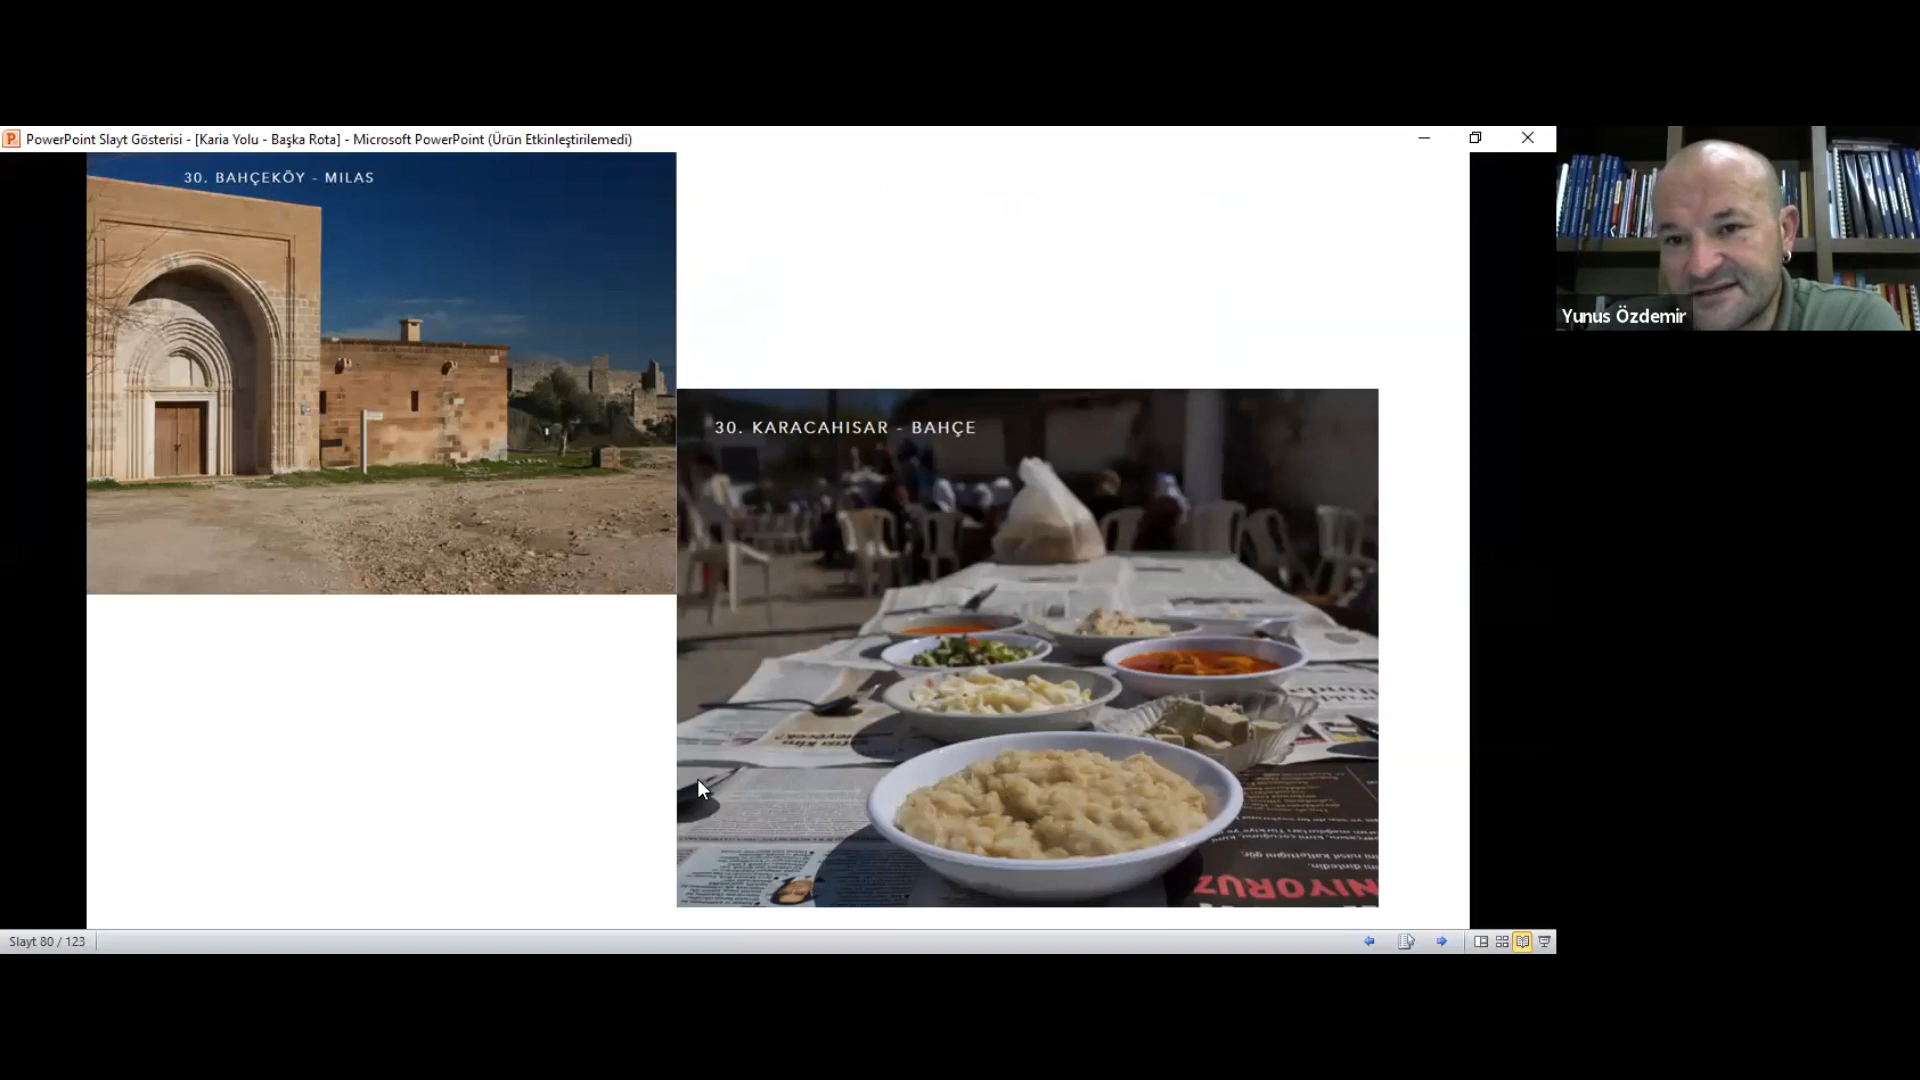 PowerPoint Slayt Gösterisi - [Karia Yolu - Başka Rota] - Microsoft PowerPoint (Ürün Etkinleştirilemedi)
30. BAHÇEKÖY - MILAS
Yunus Özdemir
30. KARACAHISAR - BAHÇE
NIYORUZ
Slayt 80 / 123